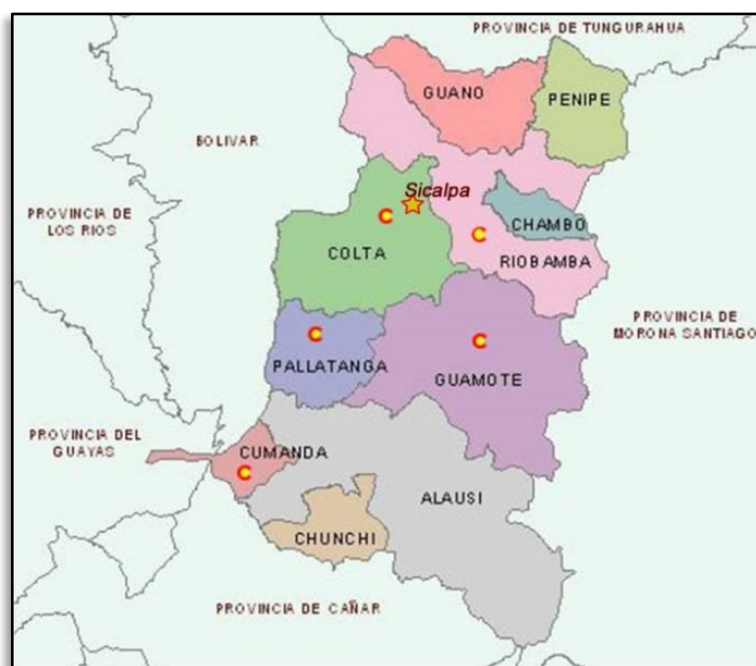 PROVINCIA DE TUNGURAHUA
GUANO
PENIPE
BOLIVAR
Sicalpa
PROVINCIA DE
LOS RIOS
C
C
CHAMBO
COLTA
RIOBAMBA
PROVINCIA DE
MORONA SANTIAGO
C
C
PALLATANGA
GUAMOTE
PROVINCIA DEL
GUAYAS
CUMANDA
C
ALAUSI
CHUNCHI
PROVINCIA DE CAÑAR